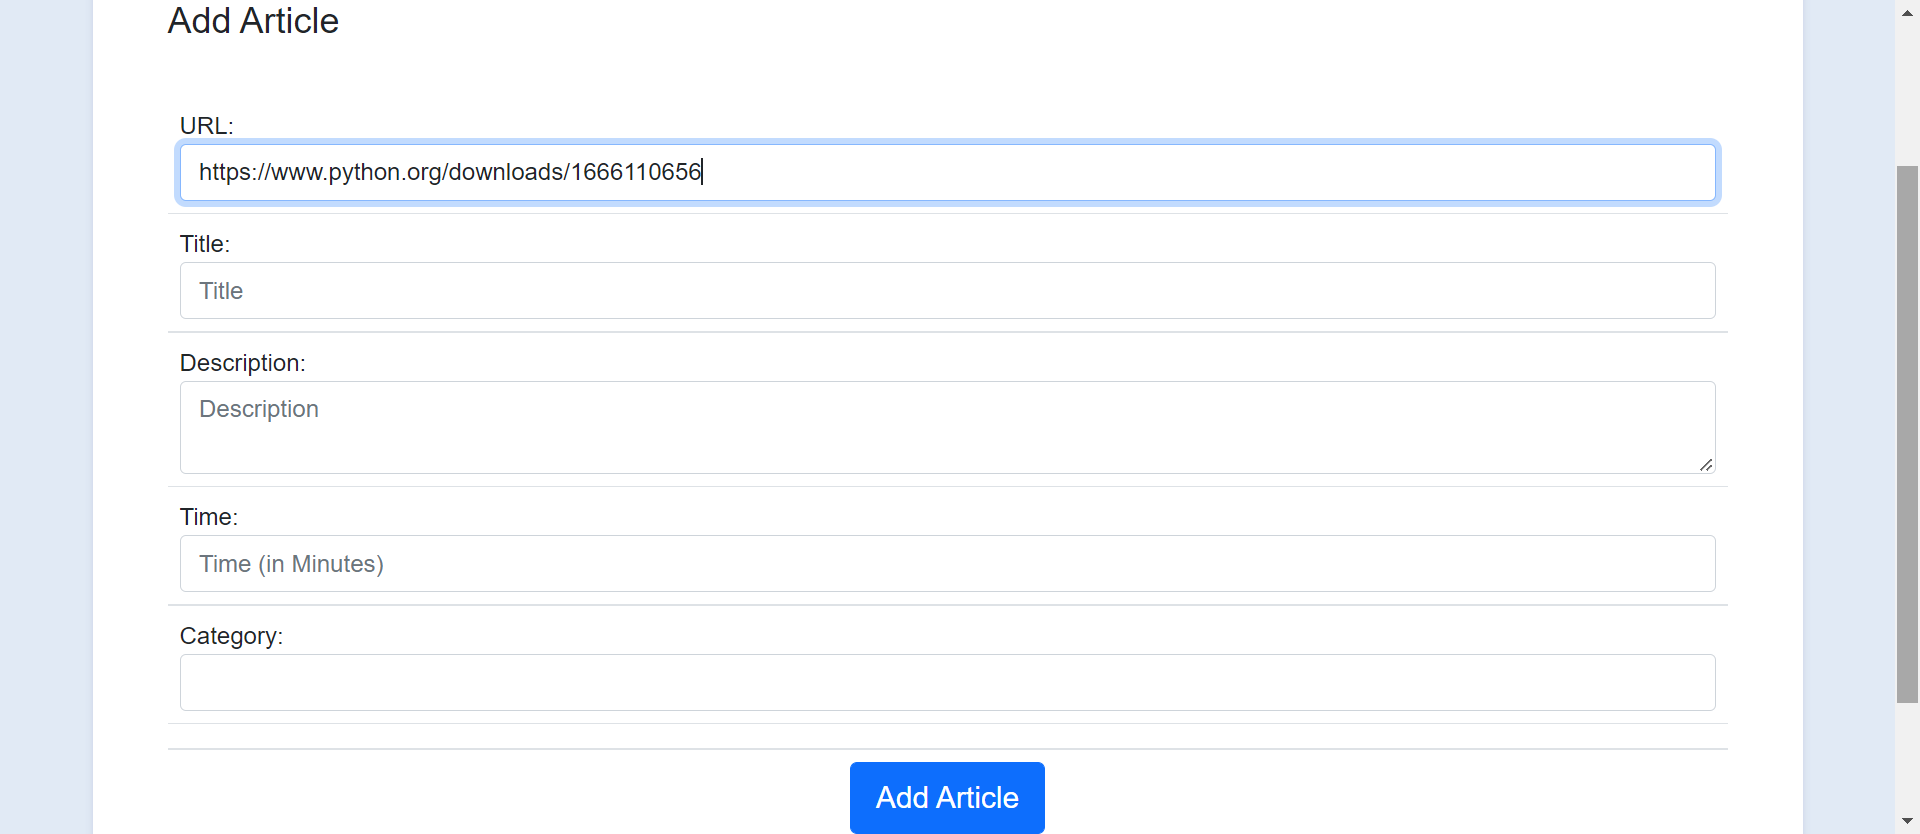 Add Article
URL:
https://www.python.org/downloads/1666110656
Title:
Title
Description:
Description
Time:
Time (in Minutes)
Category:
Add Article